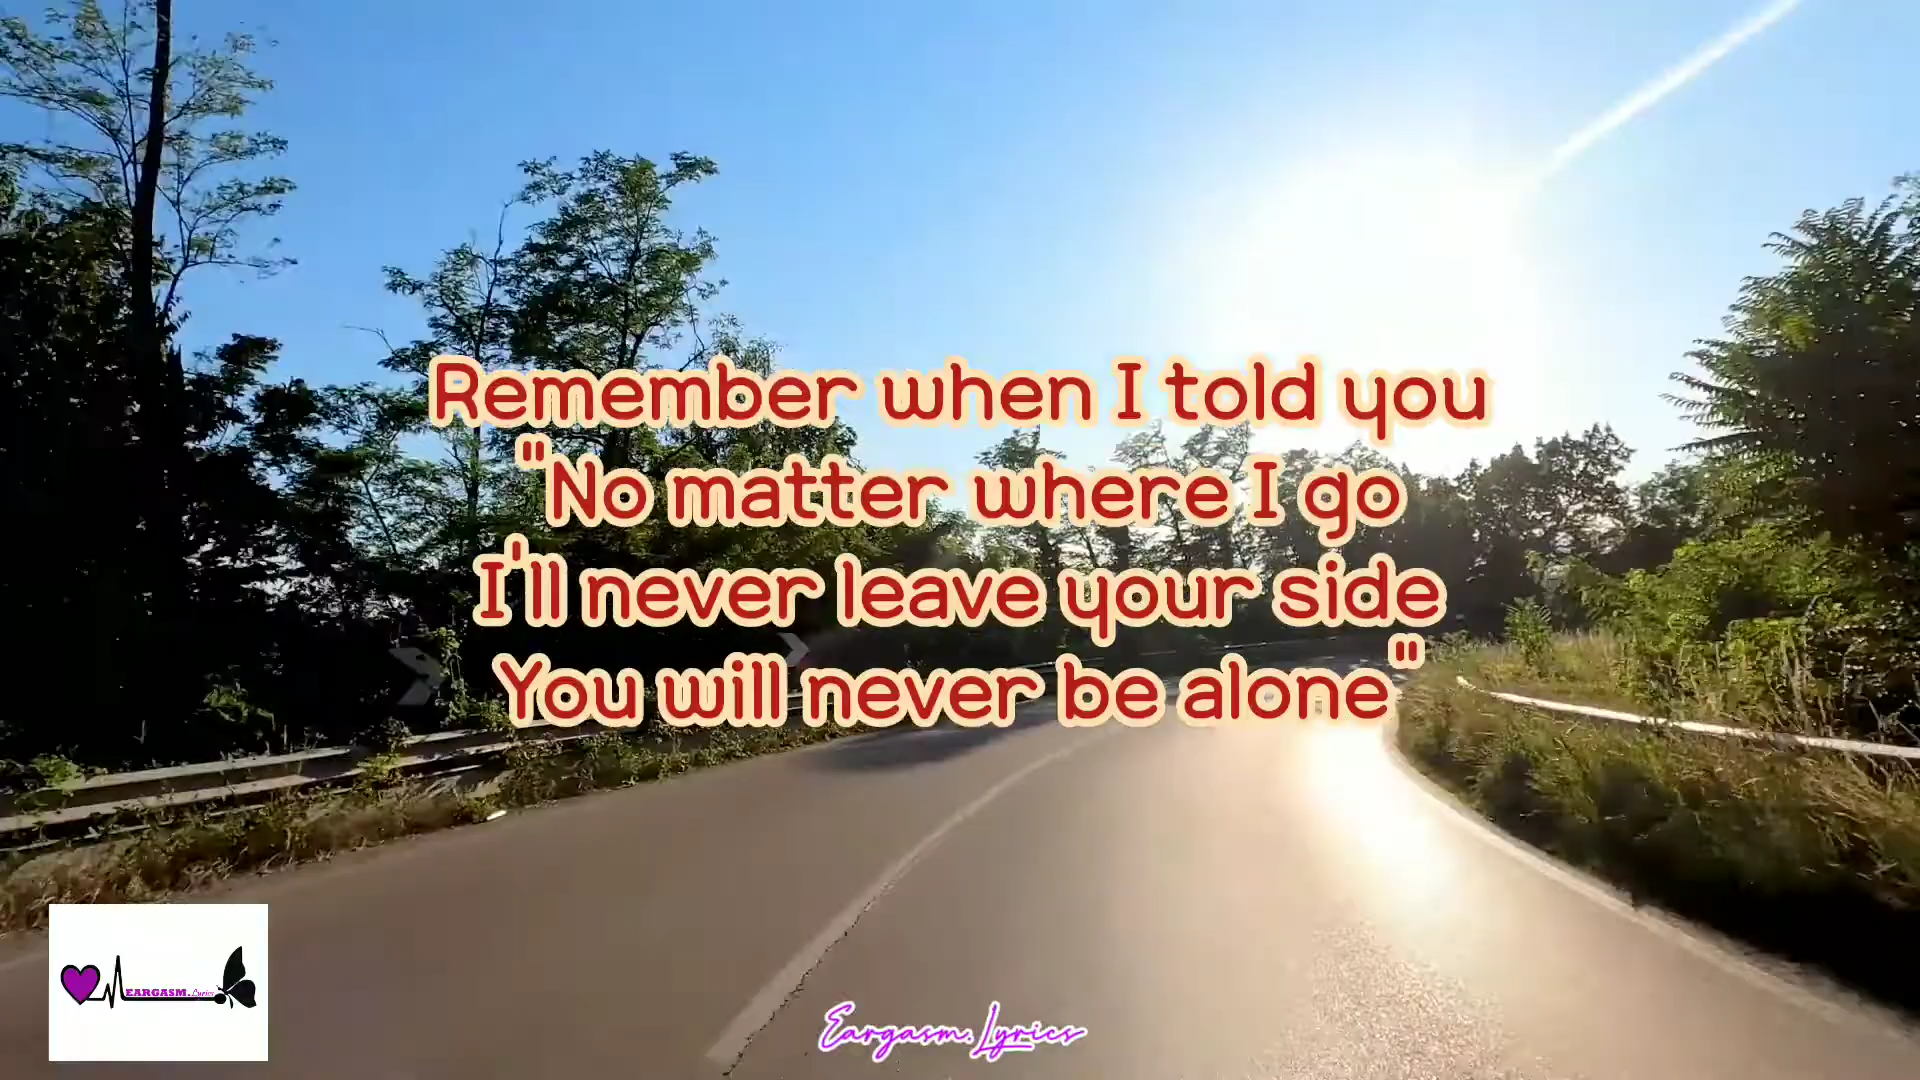 Remember when I told you
"No matter where I go
I'll never leave your side
You will never be alone"
EARGASM.Lyrics
Eargasm.Lyrics